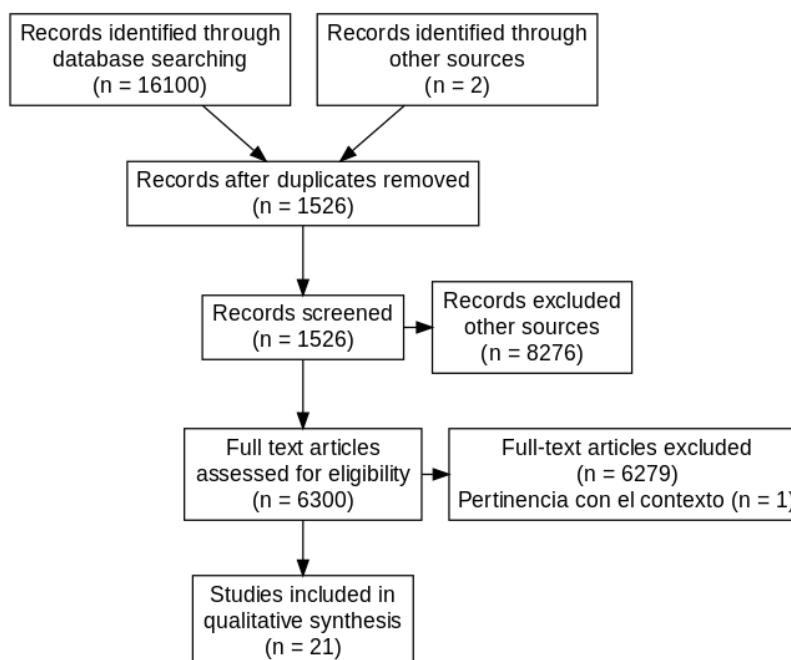 Records identified through
database searching
(n = 16100)
Records identified through
other sources
(n = 2)
Records after duplicates removed
(n = 1526)
Records screened
(n = 1526)
Records excluded
other sources
(n = 8276)
Full text articles
assessed for eligibility
(n = 6300)
Full-text articles excluded
(n = 6279)
Pertinencia con el contexto (n = 1)
Studies included in
qualitative synthesis
(n = 21)